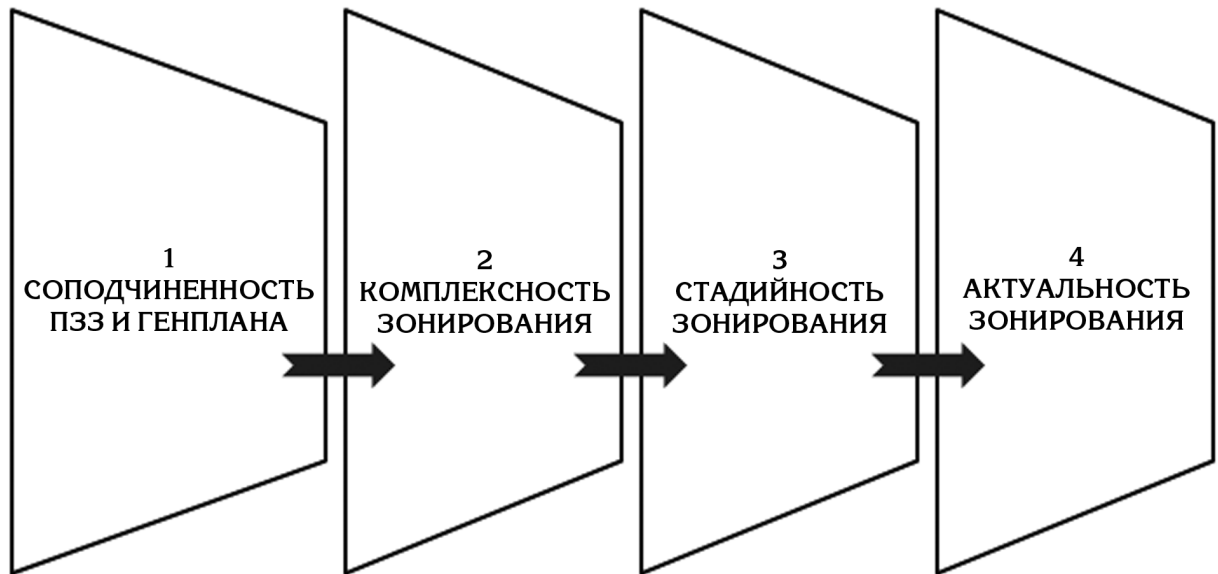 1
СОПОДЧИНЕННОСТЬ
ПЗЗ И ГЕНПЛАНА
2
КОМПЛЕКСНОСТЬ
ЗОНИРОВАНИЯ
3
СТАДИЙНОСТЬ
ЗОНИРОВАНИЯ
4
АКТУАЛЬНОСТЬ
ЗОНИРОВАНИЯ